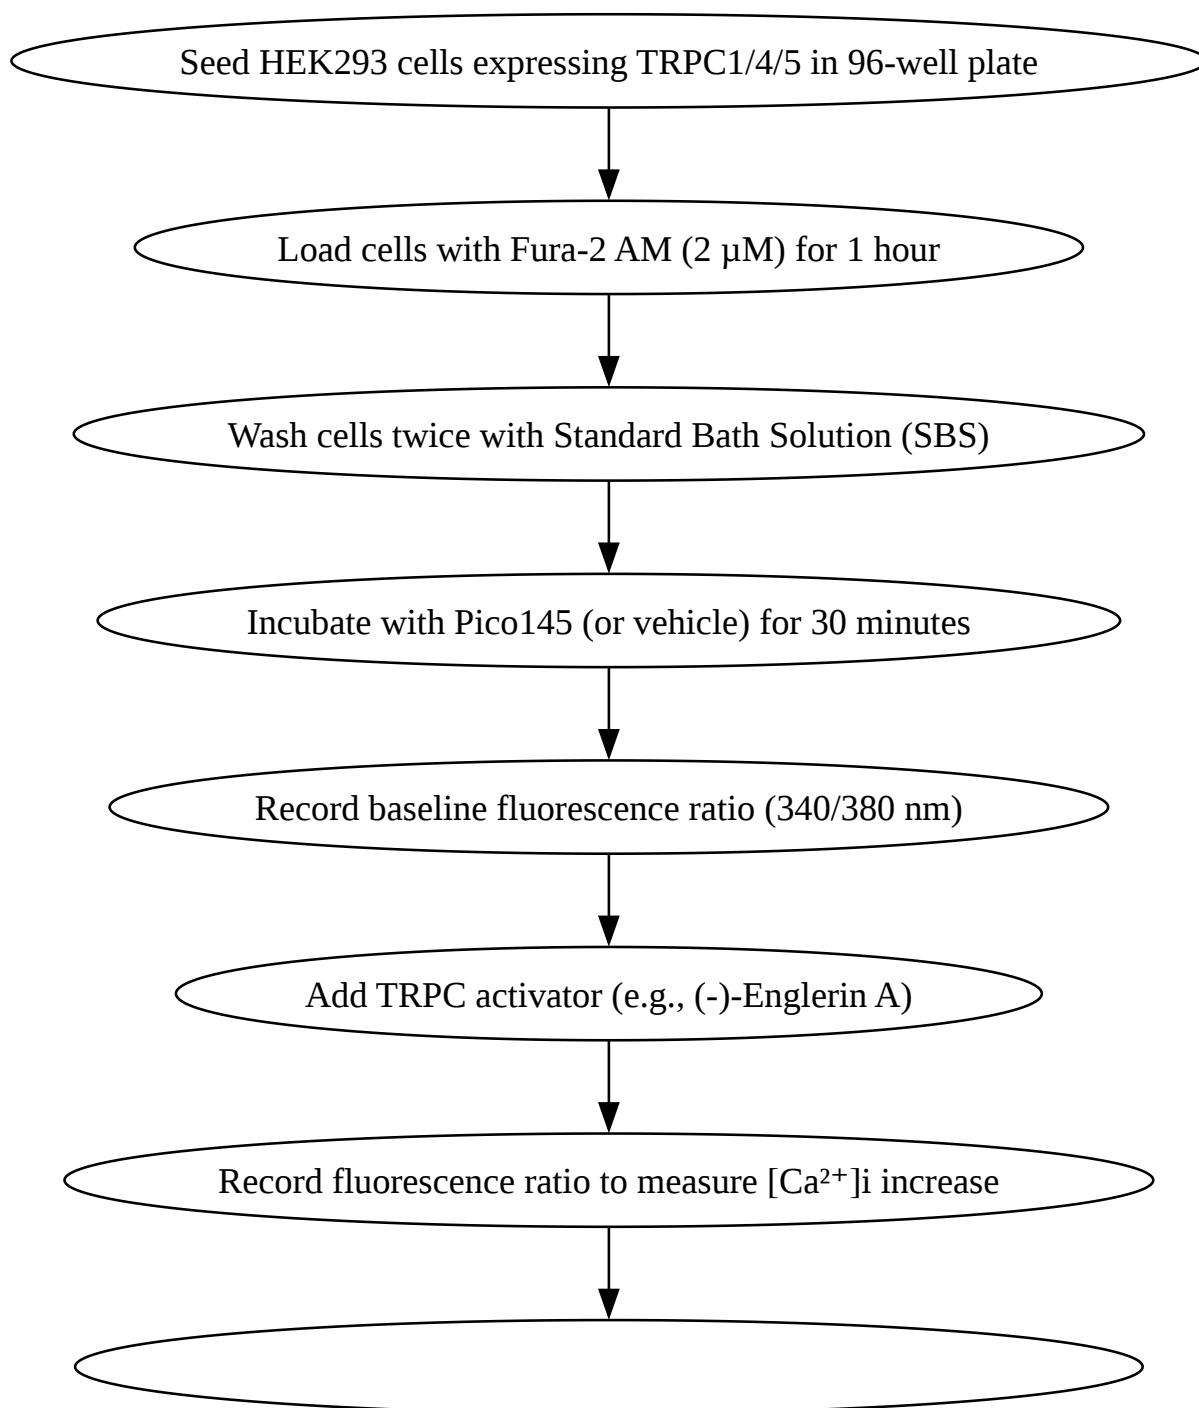 Seed HEK293 cells expressing TRPC1/4/5 in 96-well plate
Load cells with Fura-2 AM (2 µM) for 1 hour
Wash cells twice with Standard Bath Solution (SBS)
Incubate with Pico145 (or vehicle) for 30 minutes
Record baseline fluorescence ratio (340/380 nm)
Add TRPC activator (e.g., (-)-Englerin A)
Record fluorescence ratio to measure [Ca²⁺]i increase